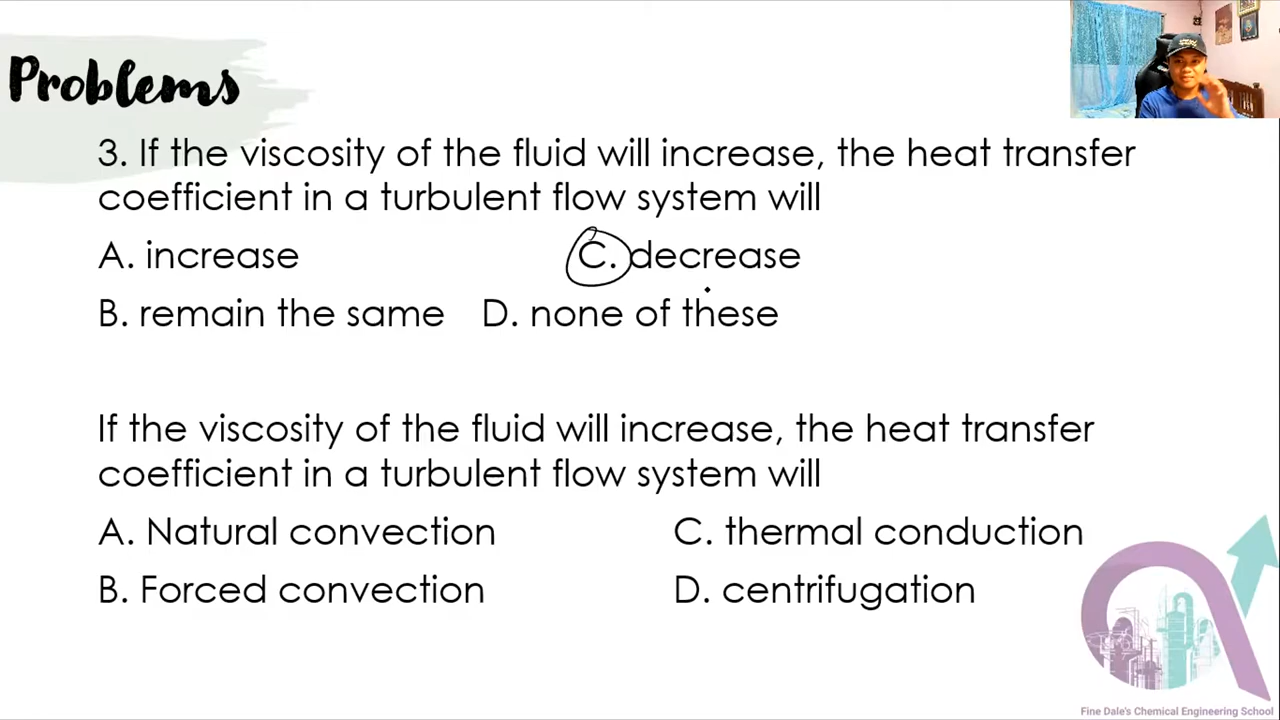 Problems
3. If the viscosity of the fluid will increase, the heat transfer
coefficient in a turbulent flow system will
A. increase C. decrease
B. remain the same D. none of these
If the viscosity of the fluid will increase, the heat transfer
coefficient in a turbulent flow system will
A. Natural convection C. thermal conduction
B. Forced convection D. centrifugation
Fine Dale's Chemical Engineering School